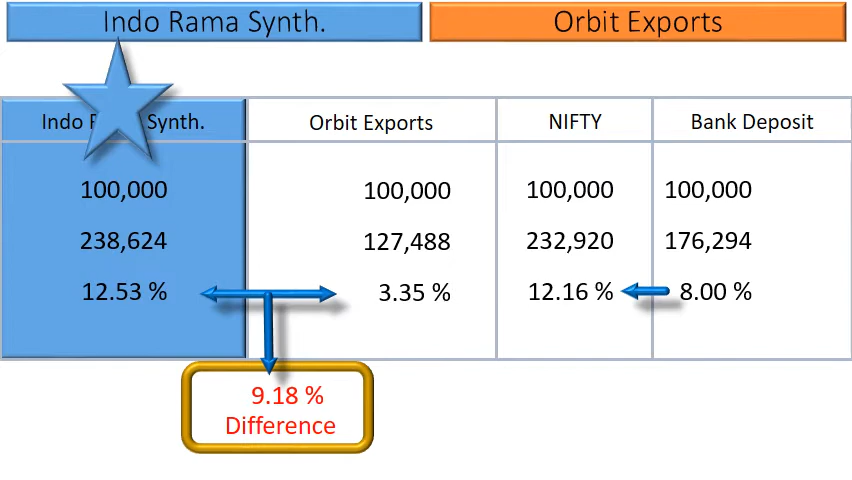 Indo Rama Synth.
Orbit Exports
Indo R Synth. Orbit Exports NIFTY Bank Deposit
100,000 100,000 100,000 100,000
238,624 127,488 232,920 176,294
12.53 % 3.35 % 12.16 % 8.00 %
9.18 %
Difference